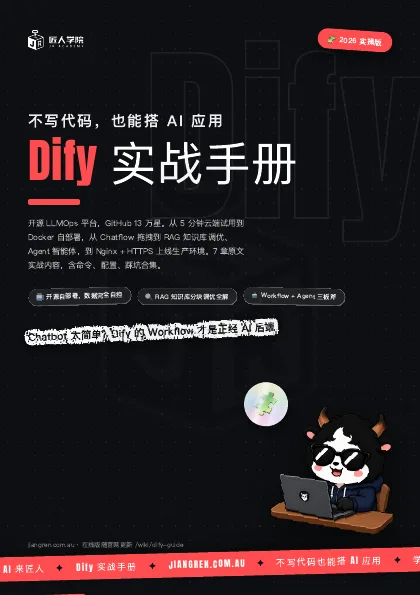 匠人学院
JR ACADEMY
2026 实操版
不写代码，也能搭 AI 应用
Dify 实战手册
开源 LLMOps 平台，GitHub 13 万星。从 5 分钟云端试用到
Docker 自部署，从 Chatflow 拖拽到 RAG 知识库调优、
Agent 智能体，到 Nginx + HTTPS 上线生产环境。7 章原文
实战内容，含命令、配置、踩坑合集。
开源自部署，数据完全自控
RAG 知识库分块调优全解
Workflow + Agent 三板斧
Chatbot 太简单？Dify 的 Workflow 才是正经 AI 后端
jiangren.com.au · 在线版随官网更新 /wiki/dify-guide
AI 来匠人 ✦ Dify 实战手册 ✦ JIANGREN.COM.AU ✦ 不写代码也能搭 AI 应用 ✦ 学
Dify